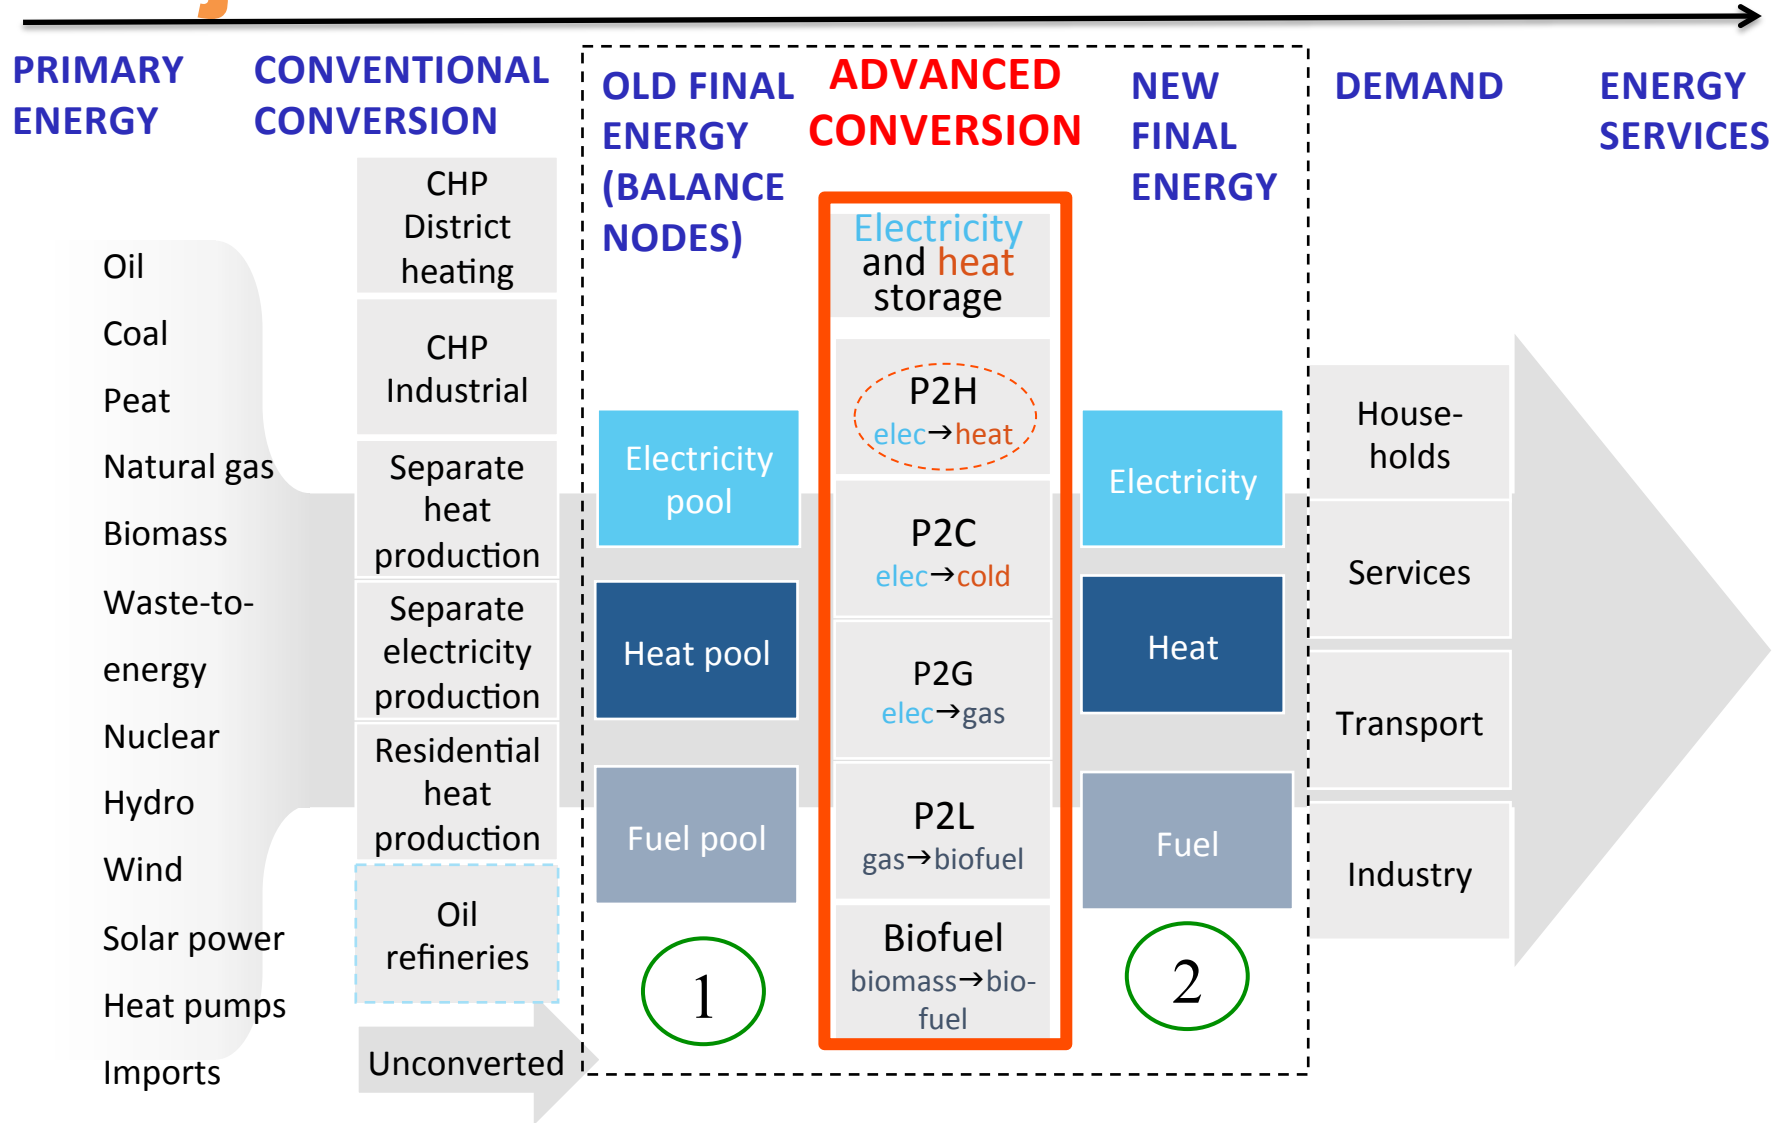 PRIMARY
ENERGY
CONVENTIONAL
CONVERSION
OLD FINAL
ENERGY
(BALANCE
NODES)
ADVANCED
CONVERSION
NEW
FINAL
ENERGY
DEMAND
ENERGY
SERVICES
Oil
Coal
Peat
Natural gas
Biomass
Waste-to-
energy
Nuclear
Hydro
Wind
Solar power
Heat pumps
Imports
CHP
District
heating
CHP
Industrial
Separate
heat
production
Separate
electricity
production
Residential
heat
production
Oil
refineries
Unconverted
Electricity
pool
Heat pool
Fuel pool
1
Electricity
and heat
storage
P2H
elec→heat
P2C
elec→cold
P2G
elec→gas
P2L
gas→biofuel
Biofuel
biomass→bio-
fuel
Electricity
Heat
Fuel
2
House-
holds
Services
Transport
Industry